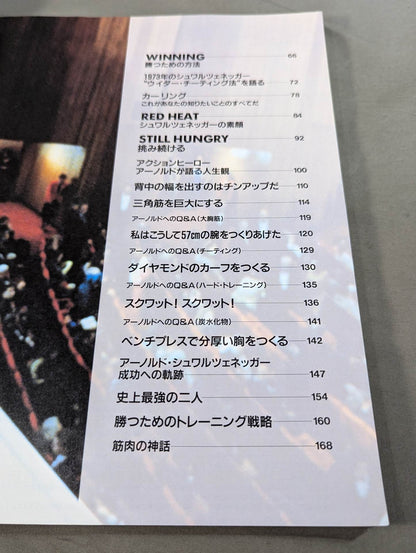 WINNING 66
勝つための方法
1973年のシュワルツェネッガー
“ウイダー・チーティング法”を語る 72
カーリング 78
これがあなたの知りたいことのすべてだ
RED HEAT 84
シュワルツェネッガーの素顔
STILL HUNGRY 92
挑み続ける
アクションヒーロー
アーノルドが語る人生観 100
背中の幅を出すのはチンアップだ 110
三角筋を巨大にする 114
アーノルドへのQ&A(大胸筋) 119
私はこうして57㎝の腕をつくりあげた 120
アーノルドへのQ&A(チーティング) 129
ダイヤモンドのカーフをつくる 130
アーノルドへのQ&A(ハード・トレーニング) 135
スクワット！スクワット！ 136
アーノルドへのQ&A(炭水化物) 141
ベンチプレスで分厚い胸をつくる 142
アーノルド・シュワルツェネッガー
成功への軌跡 147
史上最強の二人 154
勝つためのトレーニング戦略 160
筋肉の神話 168